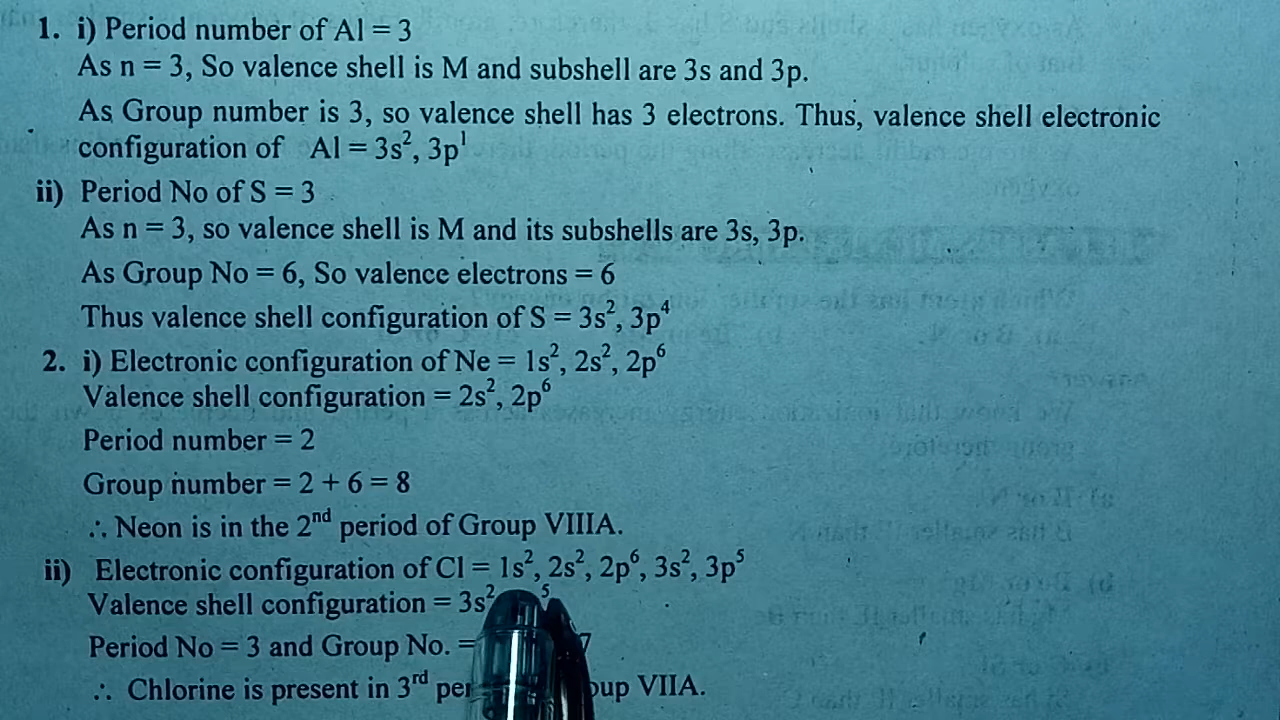 1. i) Period number of Al = 3
As n = 3, So valence shell is M and subshell are 3s and 3p.
As Group number is 3, so valence shell has 3 electrons. Thus, valence shell electronic
configuration of Al = 3s², 3p¹
ii) Period No of S = 3
As n = 3, so valence shell is M and its subshells are 3s, 3p.
As Group No = 6, So valence electrons = 6
Thus valence shell configuration of S = 3s², 3p⁴
2. i) Electronic configuration of Ne = 1s², 2s², 2p⁶
Valence shell configuration = 2s², 2p⁶
Period number = 2
Group number = 2 + 6 = 8
∴ Neon is in the 2ⁿᵈ period of Group VIIIA.
ii) Electronic configuration of Cl = 1s², 2s², 2p⁶, 3s², 3p⁵
Valence shell configuration = 3s² ⁵
Period No = 3 and Group No. = 7
∴ Chlorine is present in 3ʳᵈ VIIA.